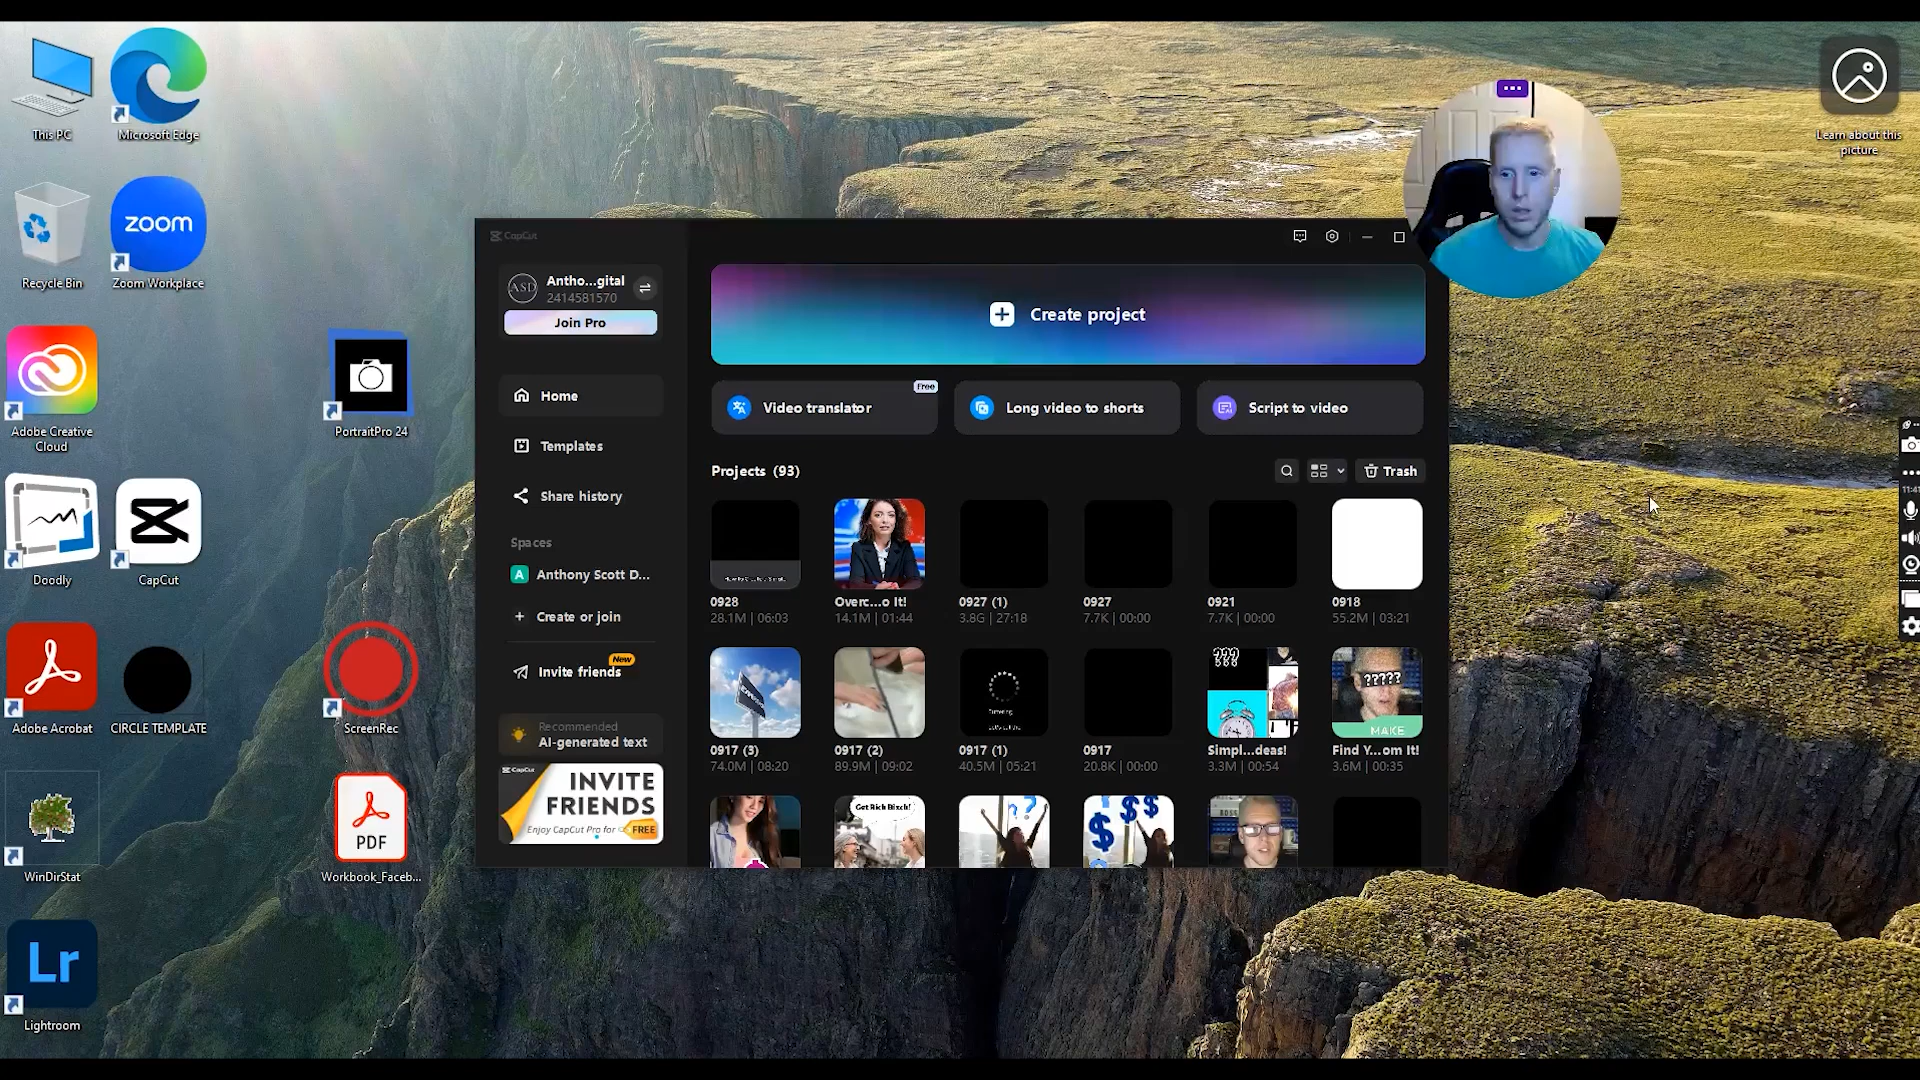 This PC
Microsoft Edge
Learn about this
picture
zoom
Recycle Bin
Zoom Workplace
CapCut
ASD
Antho...gital
2414581570
Join Pro
Create project
Home
Free
Video translator
Long video to shorts
Script to video
Adobe Creative
Cloud
PortraitPro 24
Templates
Projects (93)
Trash
Share history
Spaces
A Anthony Scott D...
Create or join
Doodly
CapCut
0928
28.1M | 06:03
Overc...o It!
14.1M | 01:44
0927 (1)
3.8G | 27:18
0927
7.7K | 00:00
0921
7.7K | 00:00
0918
55.2M | 03:21
New
Invite friends
Adobe Acrobat
CIRCLE TEMPLATE
ScreenRec
Recommended
AI-generated text
???
?????
MAKE
0917 (3)
74.0M | 08:20
0917 (2)
89.9M | 09:02
0917 (1)
40.5M | 05:21
0917
20.8K | 00:00
Simpl...deas!
3.3M | 00:54
Find Y...om It!
3.6M | 00:35
CapCut
INVITE
FRIENDS
Enjoy CapCut Pro for FREE
Get Rich Bitch!
??
$$
$
PDF
WinDirStat
Workbook_Faceb...
Lr
Lightroom